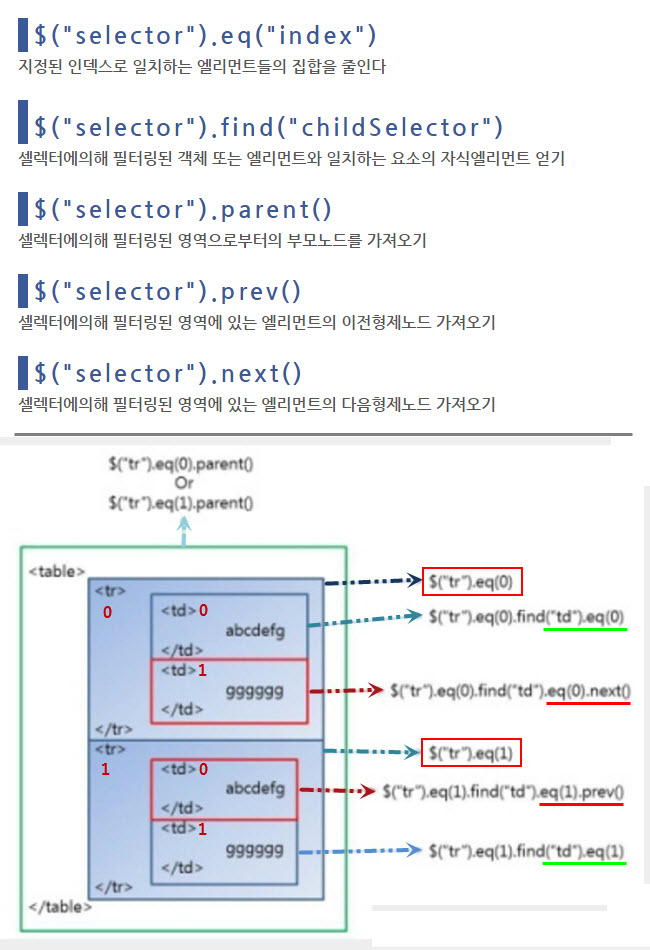 $("selector").eq("index")
지정된 인덱스로 일치하는 엘리먼트들의 집합을 줄인다
$("selector").find("childSelector")
셀렉터에의해 필터링된 객체 또는 엘리먼트와 일치하는 요소의 자식엘리먼트 얻기
$("selector").parent()
셀렉터에의해 필터링된 영역으로부터의 부모노드를 가져오기
$("selector").prev()
셀렉터에의해 필터링된 영역에 있는 엘리먼트의 이전형제노드 가져오기
$("selector").next()
셀렉터에의해 필터링된 영역에 있는 엘리먼트의 다음형제노드 가져오기
$("tr").eq(0).parent()
Or
$("tr").eq(1).parent()
<table>
<tr>
0
<td> 0
abcdefg
</td>
<td> 1
gggggg
</td>
</tr>
<tr>
1
<td> 0
abcdefg
</td>
<td> 1
gggggg
</td>
</tr>
</table>
$("tr").eq(0)
$("tr").eq(0).find("td").eq(0)
$("tr").eq(0).find("td").eq(0).next()
$("tr").eq(1)
$("tr").eq(1).find("td").eq(1).prev()
$("tr").eq(1).find("td").eq(1)